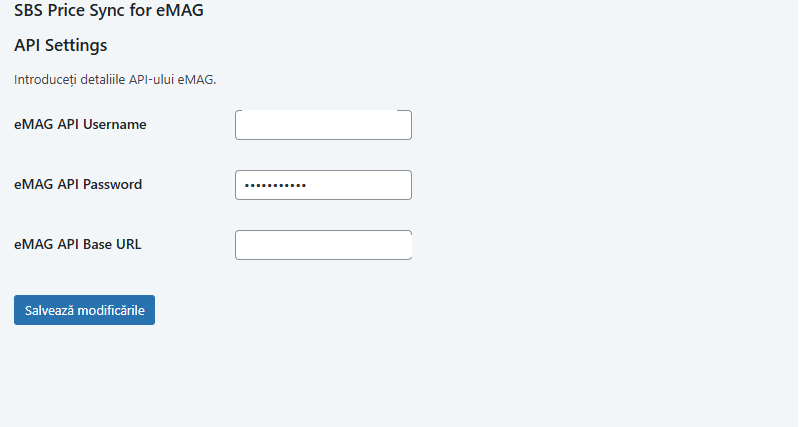 SBS Price Sync for eMAG
API Settings
Introduceți detaliile API-ului eMAG.
eMAG API Username
eMAG API Password
•••••••••••
eMAG API Base URL
Salvează modificările